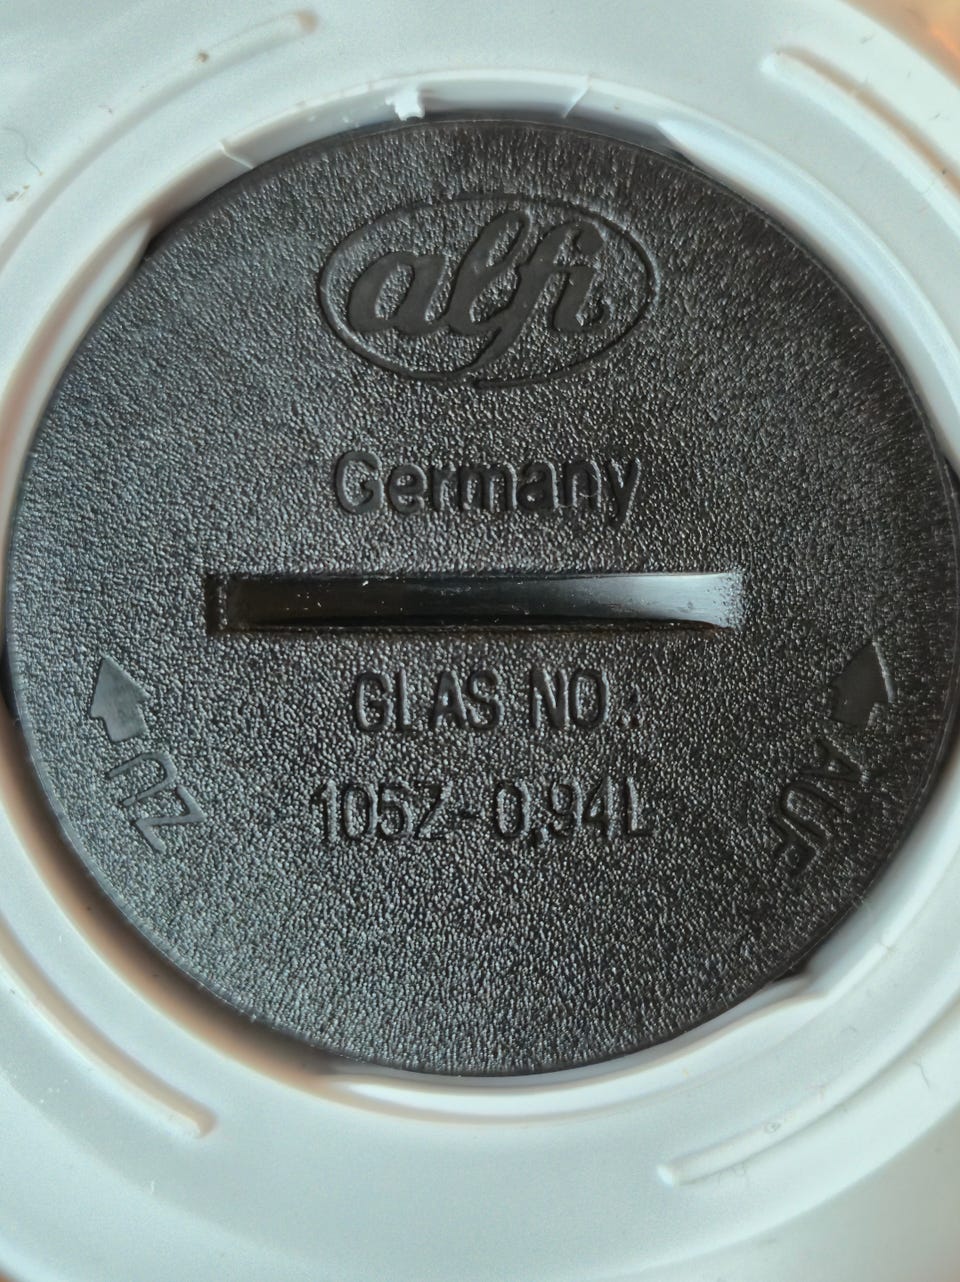 alfi
Germany
GLAS NO.:
105Z-0,94L
ZU
AUF